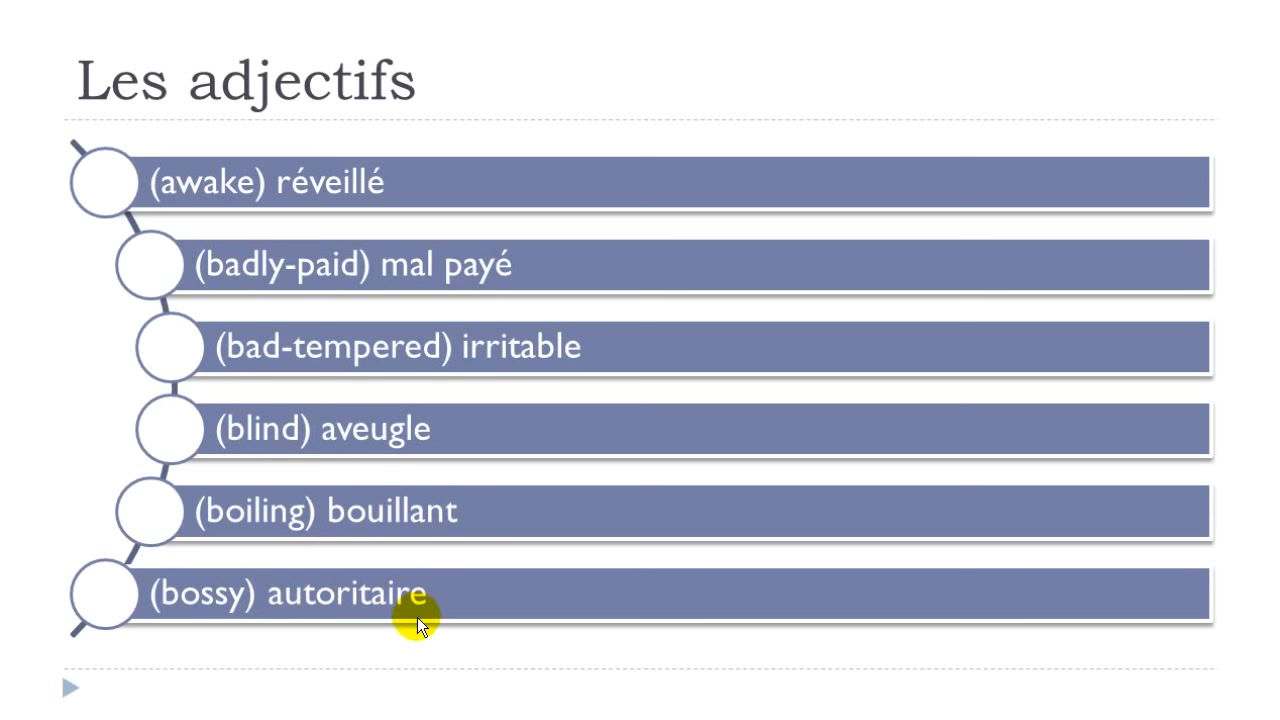 Les adjectifs
(awake) réveillé
(badly-paid) mal payé
(bad-tempered) irritable
(blind) aveugle
(boiling) bouillant
(bossy) autoritaire